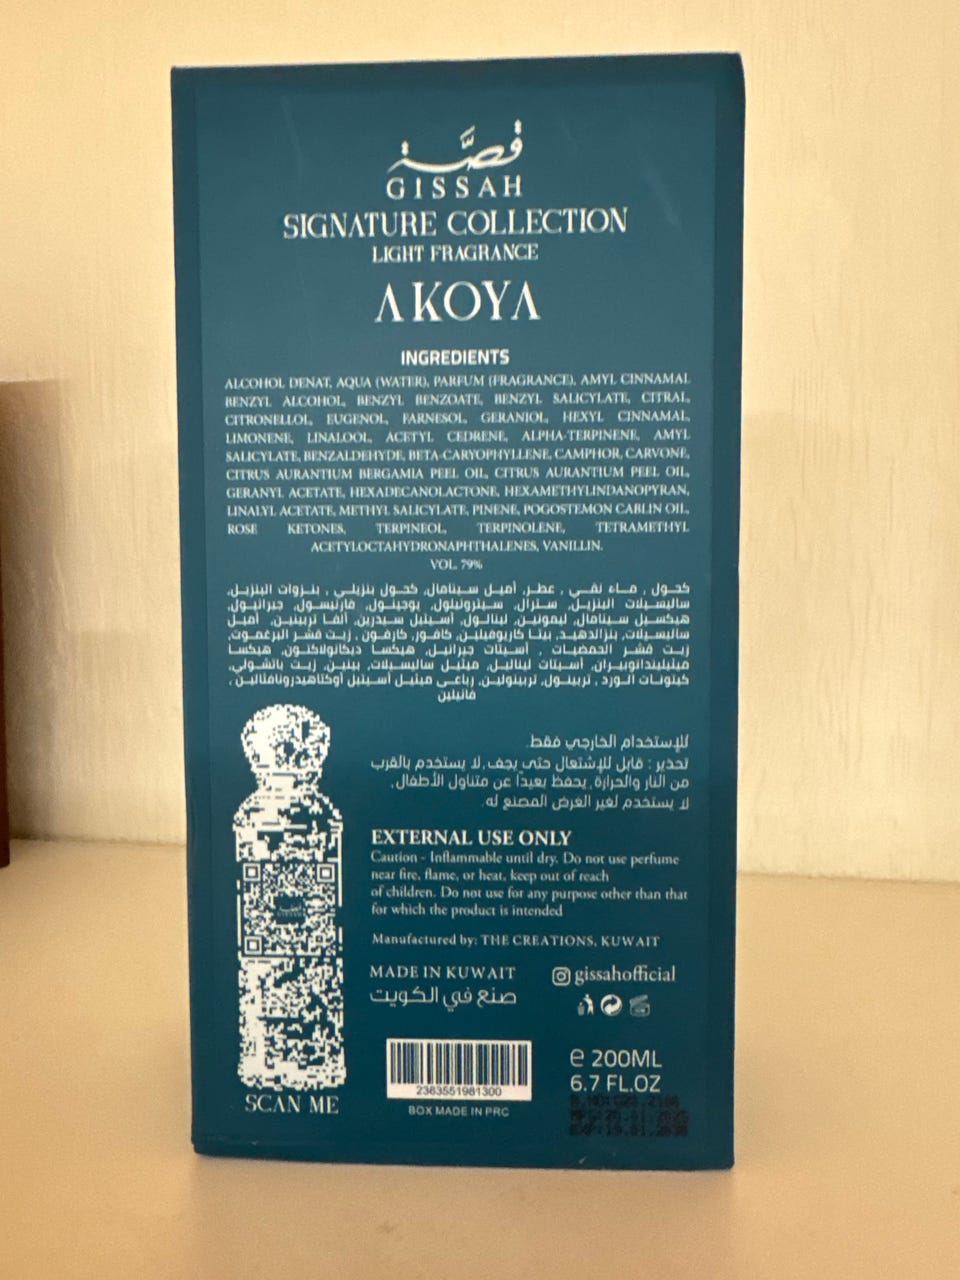 قصّة
GISSAH
SIGNATURE COLLECTION
LIGHT FRAGRANCE
AKOYA
INGREDIENTS
ALCOHOL DENAT, AQUA (WATER), PARFUM (FRAGRANCE), AMYL CINNAMAL
BENZYL ALCOHOL, BENZYL BENZOATE, BENZYL SALICYLATE, CITRAL,
CITRONELLOL, EUGENOL, FARNESOL, GERANIOL, HEXYL CINNAMAL,
LIMONENE, LINALOOL, ACETYL CEDRENE, ALPHA-TERPINENE, AMYL
SALICYLATE, BENZALDEHYDE, BETA-CARYOPHYLLENE, CAMPHOR, CARVONE,
CITRUS AURANTIUM BERGAMIA PEEL OIL, CITRUS AURANTIUM PEEL OIL,
GERANYL ACETATE, HEXADECANOLACTONE, HEXAMETHYLINDANOPYRAN,
LINALYL ACETATE, METHYL SALICYLATE, PINENE, POGOSTEMON CABLIN OIL,
ROSE KETONES, TERPINEOL, TERPINOLENE, TETRAMETHYL
ACETYLOCTAHYDRONAPHTHALENES, VANILLIN.
VOL. 79%
كحول , ماء نقي , عطر, أميل سينامال, كحول بنزيلي , بنزوات البنزيل,
ساليسيلات البنزيل, سترال, سيترونيلول, يوجينول, فارنيسول, جيرانيول,
هيكسيل سينامال, ليمونين, لينالول, أسيتيل سيدرين, ألفا تربينين, أميل
ساليسيلات, بنزالدهيد, بيتا كاريوفيلين, كافور, كارفون , زيت قشر البرغموت,
زيت قشر الحمضيات , أسيتات جيرانيل, هيكسا ديكانولاكتون, هيكسا
ميثيليندانوبيران, أسيتات ليناليل, ميثيل ساليسيلات, بينين, زيت باتشولي,
كيتونات الورد , تربينول, تربينولين, رباعي ميثيل أسيتيل أوكتاهيدرونافثالين ,
فانيلين
للإستخدام الخارجي فقط.
تحذير : قابل للإشتعال حتى يجف, لا يستخدم بالقرب
من النار والحرارة, يحفظ بعيداً عن متناول الأطفال,
لا يستخدم لغير الغرض المصنع له.
EXTERNAL USE ONLY
Caution - Inflammable until dry. Do not use perfume
near fire, flame, or heat, keep out of reach
of children. Do not use for any purpose other than that
for which the product is intended
Manufactured by: THE CREATIONS, KUWAIT
MADE IN KUWAIT
gissahofficial
صنع في الكويت
2363551981300
BOX MADE IN PRC
e 200ML
6.7 FL.OZ
SCAN ME